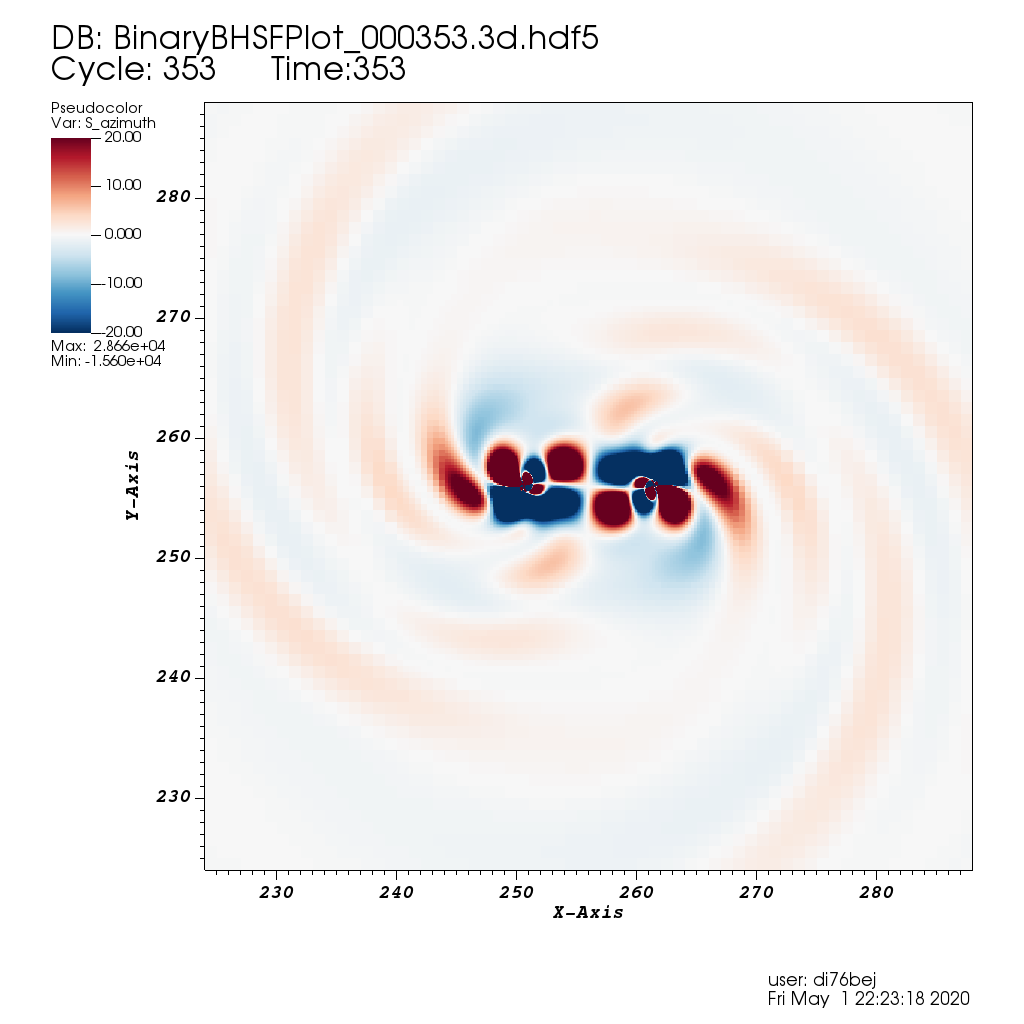 DB: BinaryBHSFPlot_000353.3d.hdf5
Cycle: 353 Time:353
Pseudocolor
Var: S_azimuth
20.00
10.00
0.000
-10.00
-20.00
Max: 2.866e+04
Min: -1.560e+04
280
270
260
250
240
230
Y-Axis
230 240 250 260 270 280
X-Axis
user: di76bej
Fri May 1 22:23:18 2020